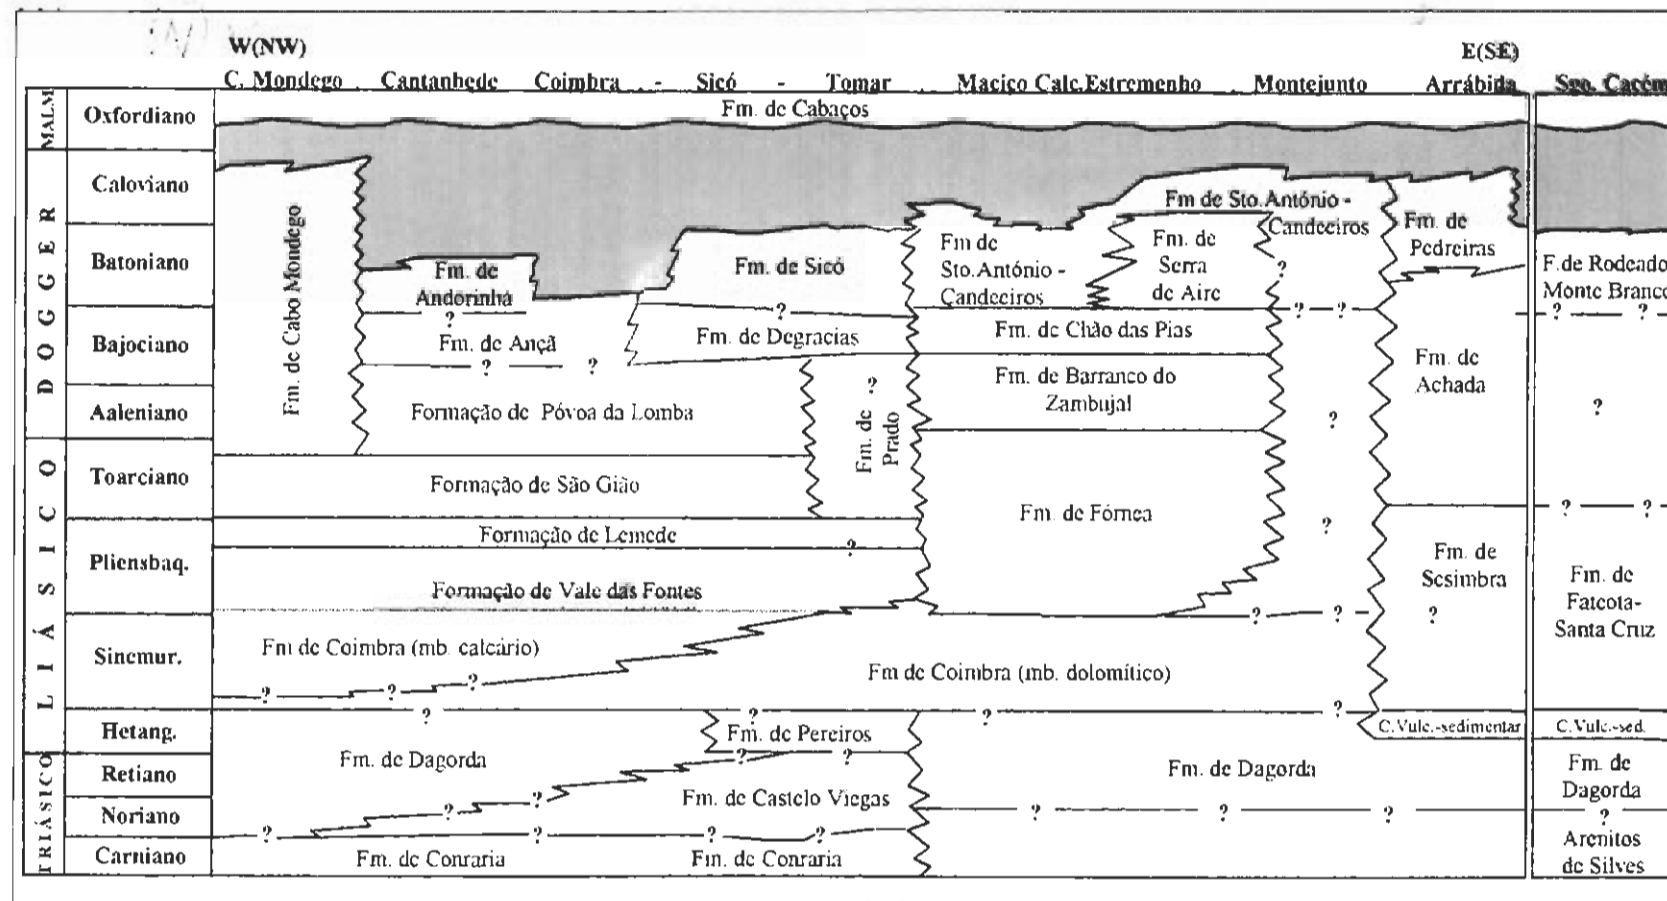 W(NW)
E(SE)
C. Mondego Cantanhede Coimbra - Sicó - Tomar Maciço Calc.Estremenho Montejunto Arrábida Sgo. Cacém
MALM
Oxfordiano
Fm. de Cabaços
DOGGER
Caloviano
Batoniano
Bajociano
Aaleniano
LIÁSICO
Toarciano
Pliensbaq.
Sinemur.
Hetang.
TRIÁSICO
Retiano
Noriano
Carniano
Fm. de Cabo Mondego
Fm. de
Andorinha
?
Fm. de Ançã
? ?
Formação de Póvoa da Lomba
Formação de São Gião
Formação de Lemede
?
Formação de Vale das Fontes
Fm de Coimbra (mb. calcário)
? ? ?
Fm de Coimbra (mb. dolomítico)
Fm. de Sicó
?
Fm. de Degracias
?
Fm. de
Prado
Fm de
Sto.António -
Candeeiros
Fm. de
Serra
de Aire
Fm de Sto.António -
Candeeiros
?
? ?
Fm. de Chão das Pias
Fm. de Barranco do
Zambujal
?
Fm. de Fórnea
?
? ?
Fm. de
Pedreiras
Fm. de
Achada
Fm. de
Sesimbra
?
F.de Rodeado
Monte Branco
? ?
?
? ?
Fm. de
Fateota-
Santa Cruz
? ? ? ?
Fm. de Pereiros
? ?
C.Vulc.-sedimentar
C.Vulc.-sed.
Fm. de Dagorda
Fm. de Dagorda
Fm. de
Dagorda
? ?
Fm. de Castelo Viegas
? ? ? ?
? ? ?
?
Fm. de Conraria
Fm. de Conraria
Arenitos
de Silves